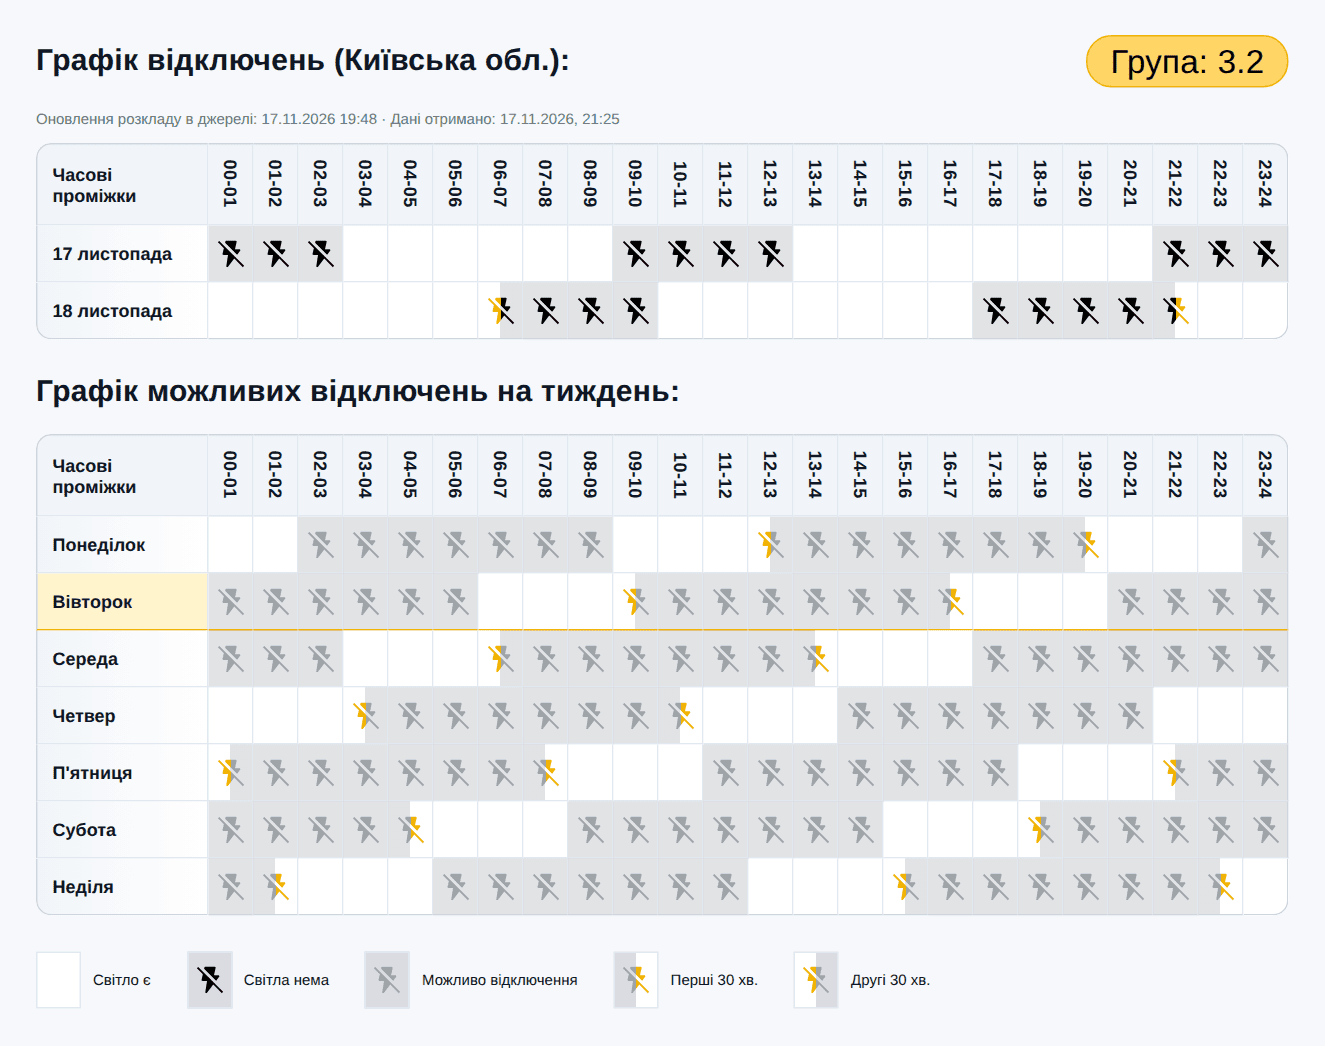 Графік відключень (Київська обл.):
Група: 3.2
Оновлення розкладу в джерелі: 17.11.2026 19:48 · Дані отримано: 17.11.2026, 21:25
Часові проміжки 00-01 01-02 02-03 03-04 04-05 05-06 06-07 07-08 08-09 09-10 10-11 11-12 12-13 13-14 14-15 15-16 16-17 17-18 18-19 19-20 20-21 21-22 22-23 23-24
17 листопада
18 листопада
Графік можливих відключень на тиждень:
Часові проміжки 00-01 01-02 02-03 03-04 04-05 05-06 06-07 07-08 08-09 09-10 10-11 11-12 12-13 13-14 14-15 15-16 16-17 17-18 18-19 19-20 20-21 21-22 22-23 23-24
Понеділок
Вівторок
Середа
Четвер
П'ятниця
Субота
Неділя
Світло є Світла нема Можливо відключення Перші 30 хв. Другі 30 хв.